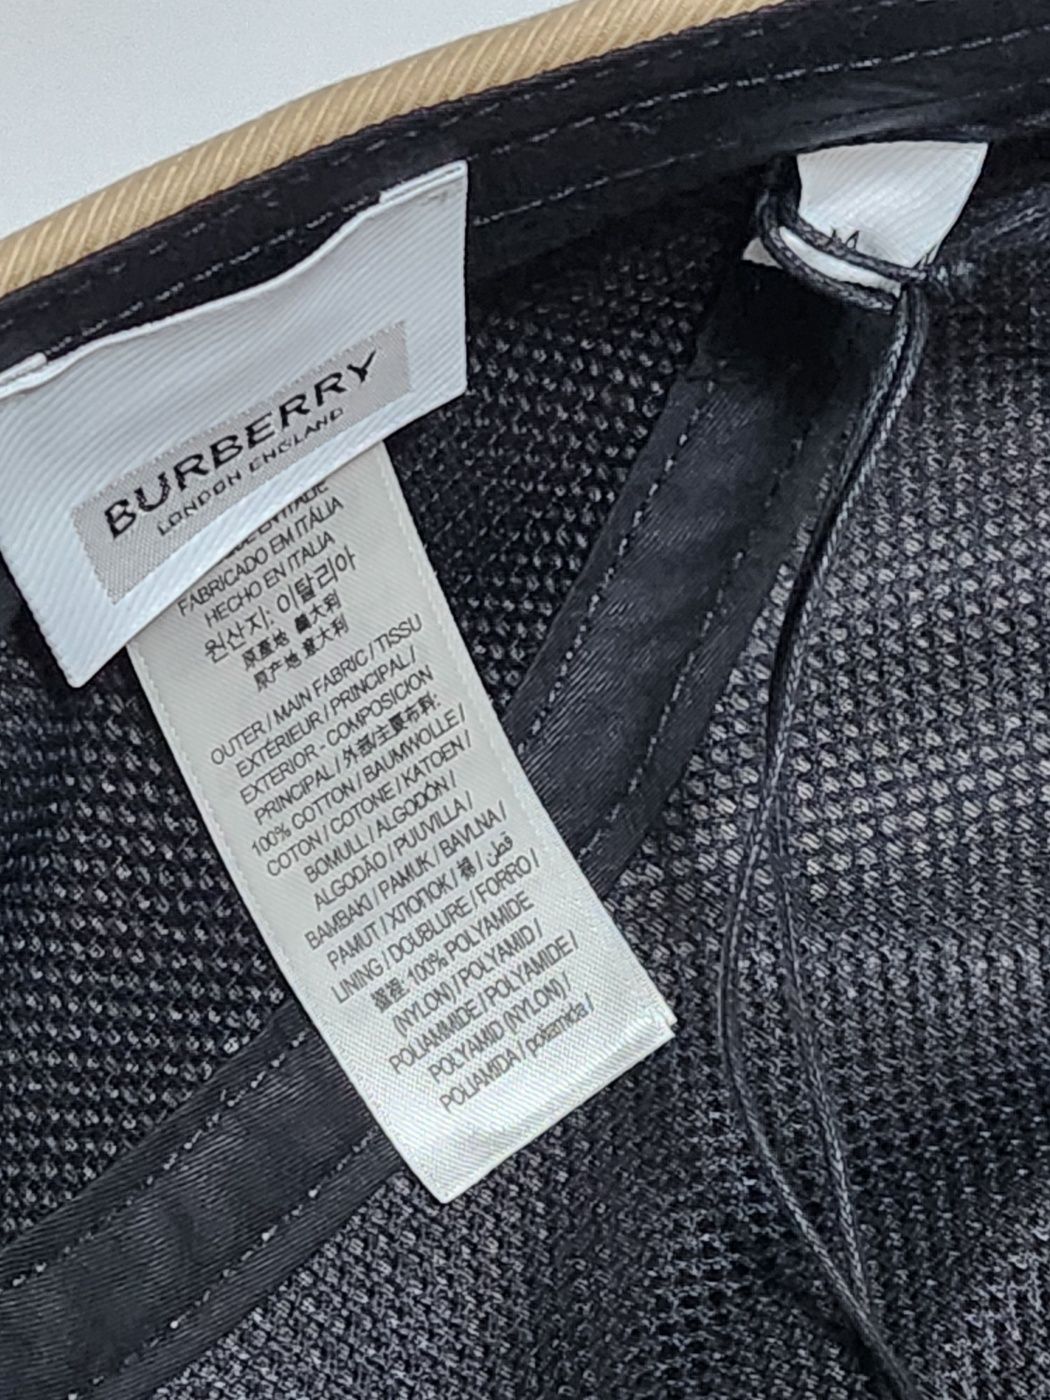 BURBERRY
LONDON ENGLAND
FABRICADO EM ITÁLIA
HECHO EN ITALIA
원산지: 이탈리아
原產地 義大利
原产地 意大利
OUTER / MAIN FABRIC / TISSU
EXTÉRIEUR / PRINCIPAL /
EXTERIOR - COMPOSICION
PRINCIPAL / 外部/主要布料:
100% COTTON / BAUMWOLLE /
COTON / COTONE / KATOEN /
BOMULL / ALGODÓN /
ALGODÃO / PUUVILLA /
BAMBAKI / PAMUK / BAVLNA /
PAMUT / ХЛОПОК / 棉 / قطن /
LINING / DOUBLURE / FORRO /
100% POLYAMIDE
(NYLON) / POLYAMID /
POLIAMMIDE / POLYAMIDE /
POLYAMID (NYLON) /
POLIAMIDA / poliamida /
M